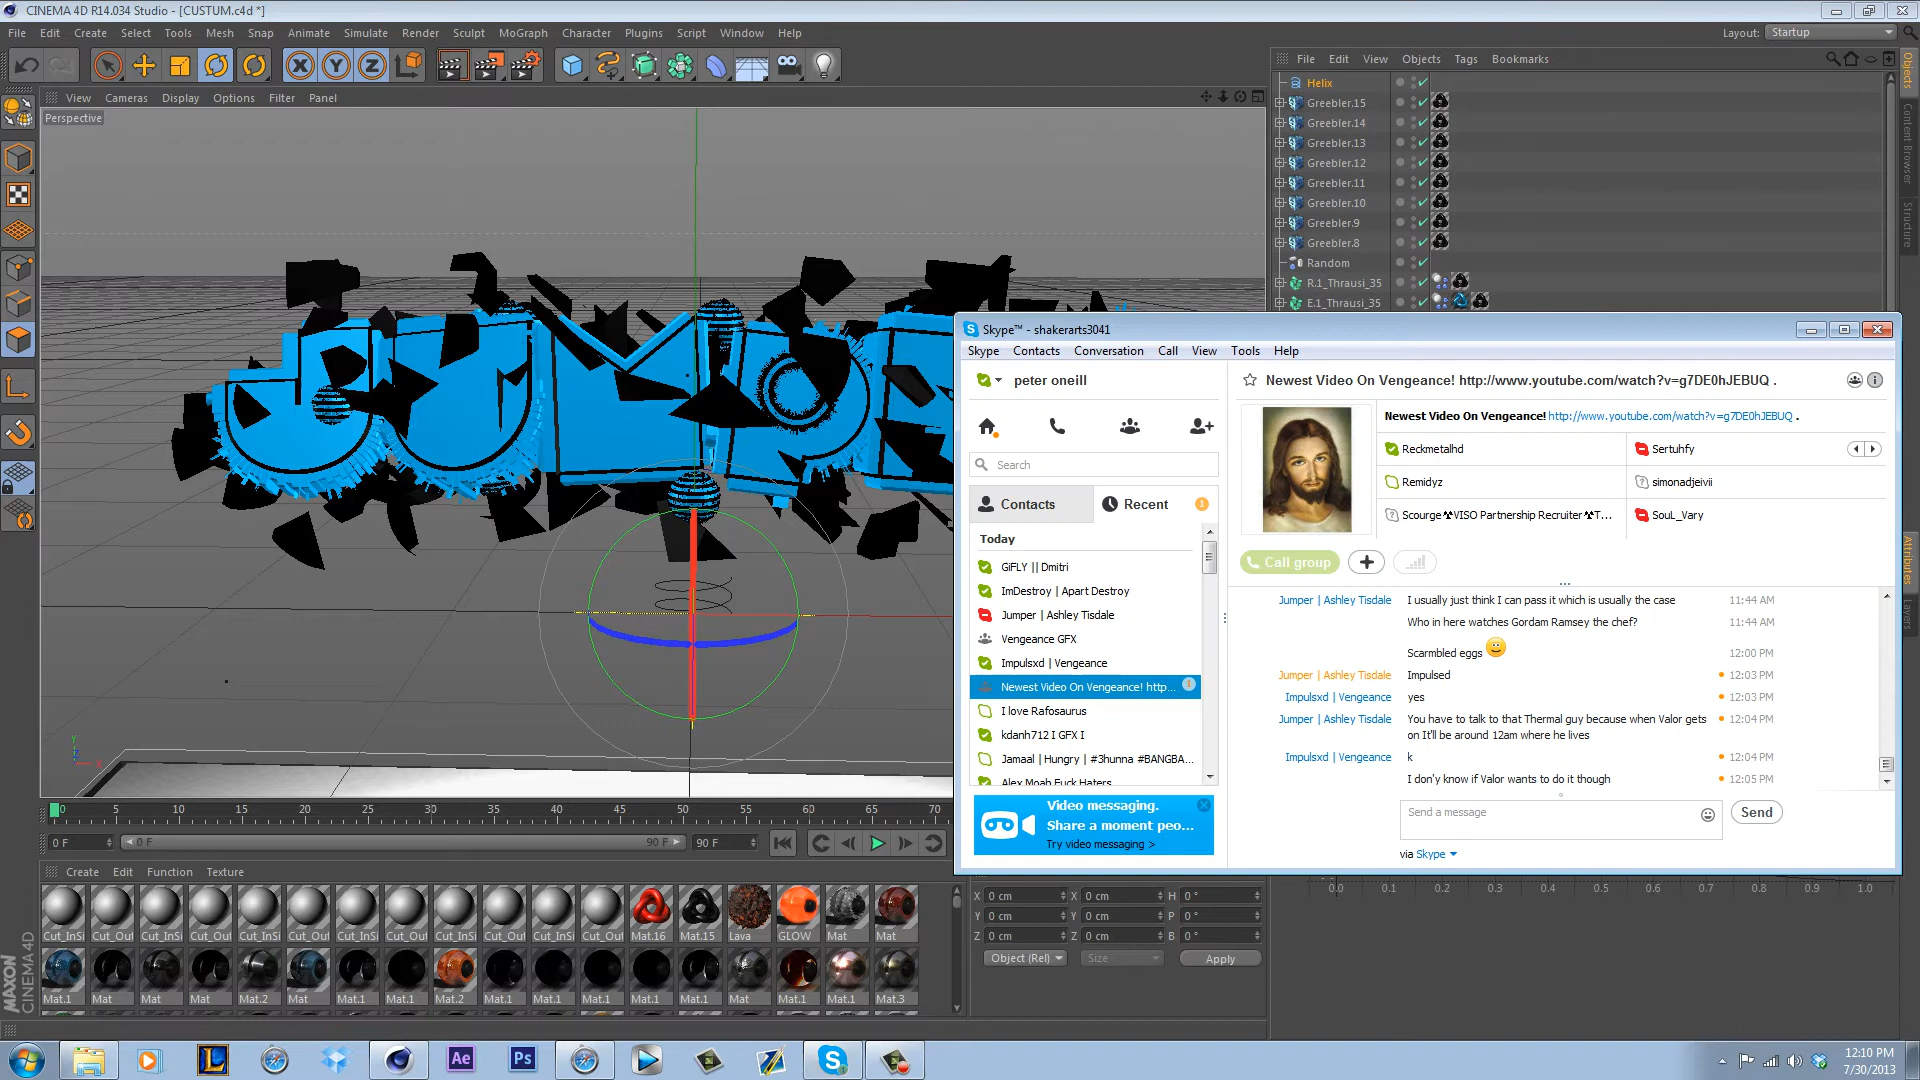 CINEMA 4D R14.034 Studio - [CUSTUM.c4d *]
File Edit Create Select Tools Mesh Snap Animate Simulate Render Sculpt MoGraph Character Plugins Script Window Help
Layout: Startup
X Y Z
File Edit View Objects Tags Bookmarks
View Cameras Display Options Filter Panel
Perspective
Helix
Greebler.15
Greebler.14
Greebler.13
Greebler.12
Greebler.11
Greebler.10
Greebler.9
Greebler.8
Random
R.1_Thrausi_35
E.1_Thrausi_35
Objects
Content Browser
Structure
Attributes
Layers
Skype™ - shakerarts3041
Skype Contacts Conversation Call View Tools Help
peter oneill
Search
Contacts
Recent 1
Today
GiFLY || Dmitri
ImDestroy | Apart Destroy
Jumper | Ashley Tisdale
Vengeance GFX
Impulsxd | Vengeance
Newest Video On Vengeance! http... 1
I love Rafosaurus
kdanh712 I GFX I
Jamaal | Hungry | #3hunna #BANGBA...
Alex Moah Fuck Haters
Video messaging.
Share a moment peo...
Try video messaging >
Newest Video On Vengeance! http://www.youtube.com/watch?v=g7DE0hJEBUQ .
Newest Video On Vengeance! http://www.youtube.com/watch?v=g7DE0hJEBUQ .
Reckmetalhd
Sertuhfy
Remidyz
simonadjeivii
Scourge ☢VISO Partnership Recruiter ☢T...
SouL_Vary
Call group
Jumper | Ashley Tisdale I usually just think I can pass it which is usually the case 11:44 AM
Who in here watches Gordam Ramsey the chef? 11:44 AM
Scarmbled eggs 12:00 PM
Jumper | Ashley Tisdale Impulsed 12:03 PM
Impulsxd | Vengeance yes 12:03 PM
Jumper | Ashley Tisdale You have to talk to that Thermal guy because when Valor gets 12:04 PM
on It'll be around 12am where he lives
Impulsxd | Vengeance k 12:04 PM
I don'y know if Valor wants to do it though 12:05 PM
Send a message
Send
via Skype
0 5 10 15 20 25 30 35 40 45 50 55 60 65 70
0 F 0 F 90 F 90 F
Create Edit Function Texture
Cut_InSi Cut_Out Cut_InSi Cut_Out Cut_InSi Cut_Out Cut_InSi Cut_Out Cut_InSi Cut_Out Cut_InSi Cut_Out Mat.16 Mat.15 Lava GLOW Mat Mat
Mat.1 Mat Mat Mat.2 Mat Mat.1 Mat.1 Mat.2 Mat.1 Mat.1 Mat.1 Mat.1 Mat.1 Mat Mat.1 Mat.1 Mat.3
MAXON
CINEMA 4D
X 0 cm X 0 cm H 0 °
Y 0 cm Y 0 cm P 0 °
Z 0 cm Z 0 cm B 0 °
Object (Rel) Size Apply
0.0 0.1 0.2 0.3 0.4 0.5 0.6 0.7 0.8 0.9 1.0
L Ae Ps S
12:10 PM
7/30/2013